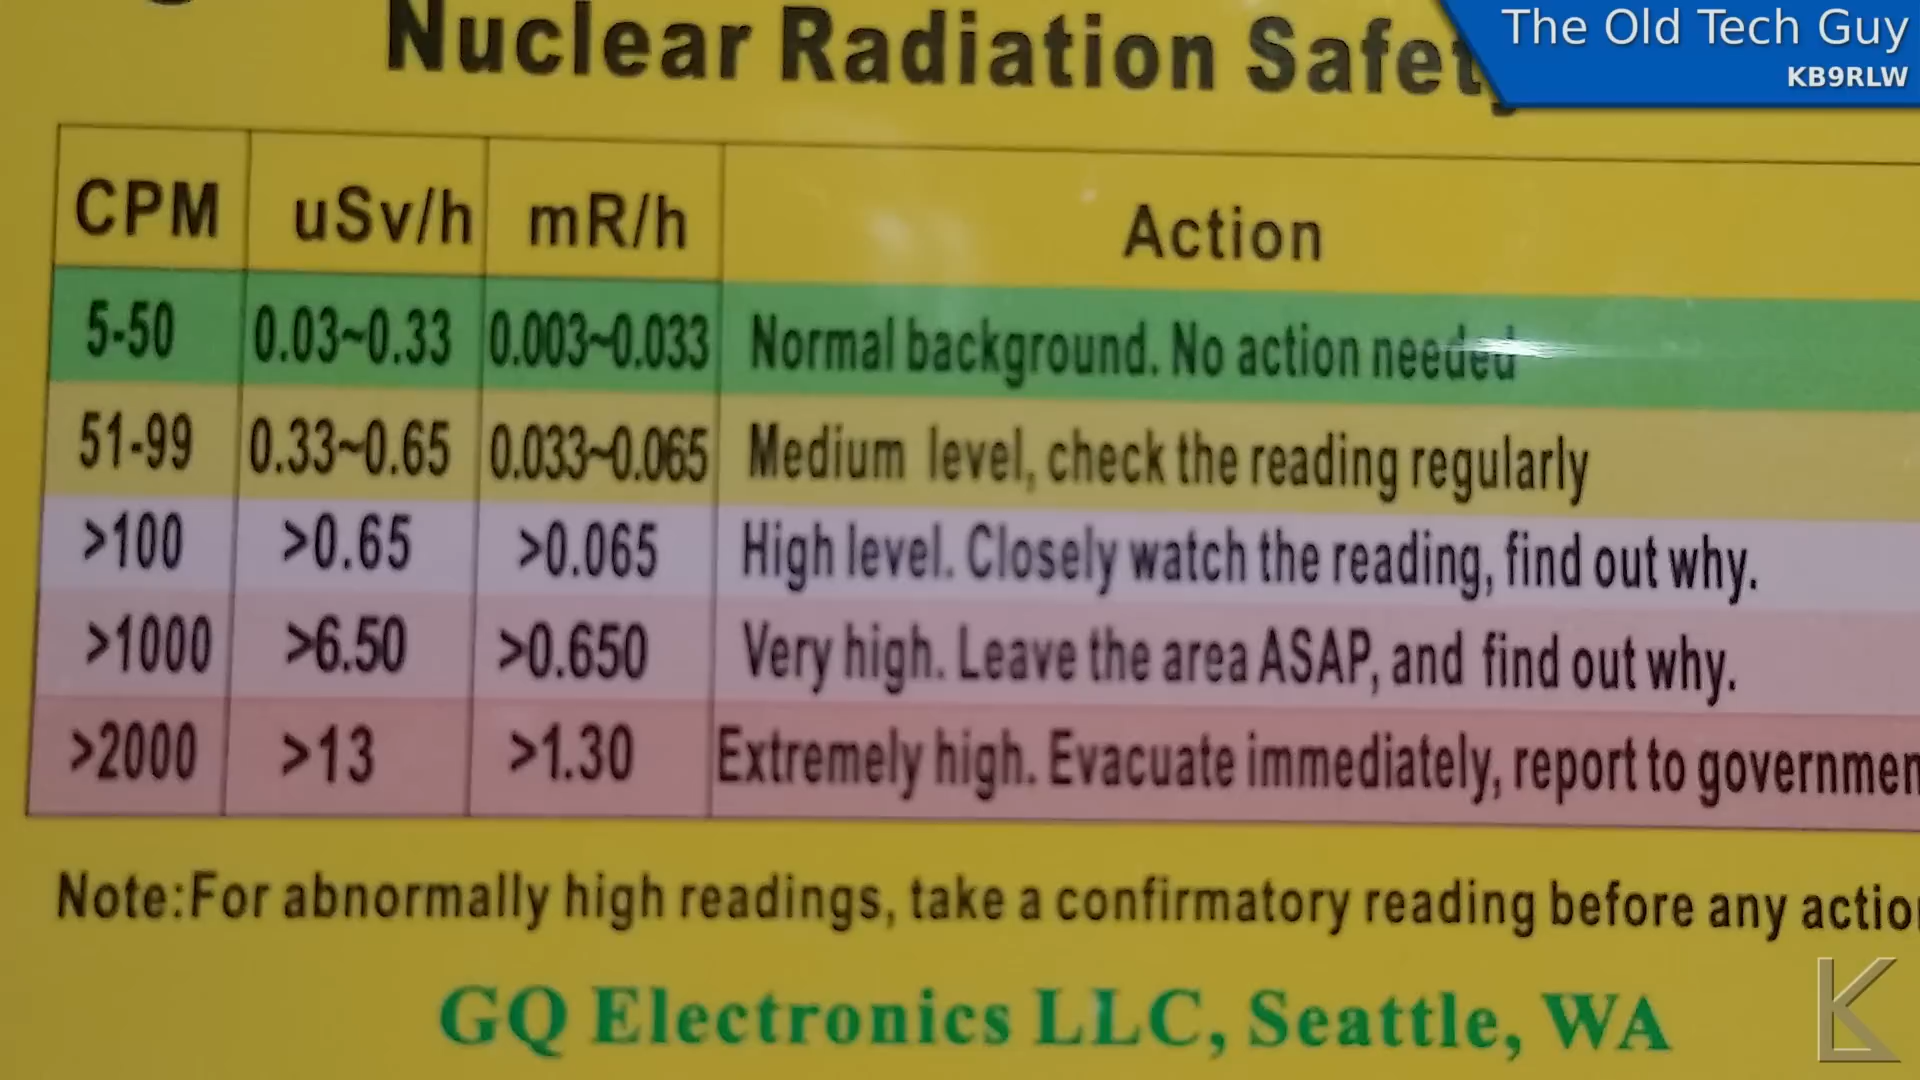 Nuclear Radiation Safety
The Old Tech Guy
KB9RLW
CPM uSv/h mR/h Action
5-50 0.03~0.33 0.003~0.033 Normal background. No action needed
51-99 0.33~0.65 0.033~0.065 Medium level, check the reading regularly
>100 >0.65 >0.065 High level. Closely watch the reading, find out why.
>1000 >6.50 >0.650 Very high. Leave the area ASAP, and find out why.
>2000 >13 >1.30 Extremely high. Evacuate immediately, report to governmen
Note:For abnormally high readings, take a confirmatory reading before any actio
GQ Electronics LLC, Seattle, WA
K